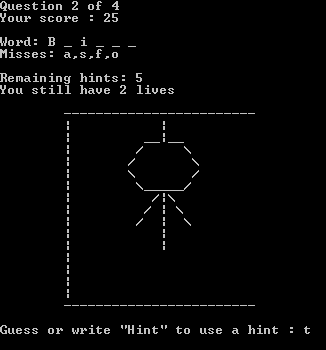 Question 2 of 4
Your score : 25
Word: B _ i _ _ _
Misses: a,s,f,o
Remaining hints: 5
You still have 2 lives
Guess or write "Hint" to use a hint : t